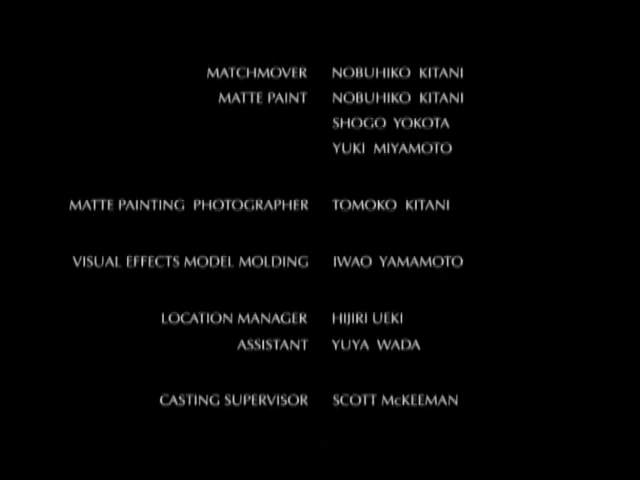 MATCHMOVER NOBUHIKO KITANI
MATTE PAINT NOBUHIKO KITANI
SHOGO YOKOTA
YUKI MIYAMOTO
MATTE PAINTING PHOTOGRAPHER TOMOKO KITANI
VISUAL EFFECTS MODEL MOLDING IWAO YAMAMOTO
LOCATION MANAGER HIJIRI UEKI
ASSISTANT YUYA WADA
CASTING SUPERVISOR SCOTT McKEEMAN